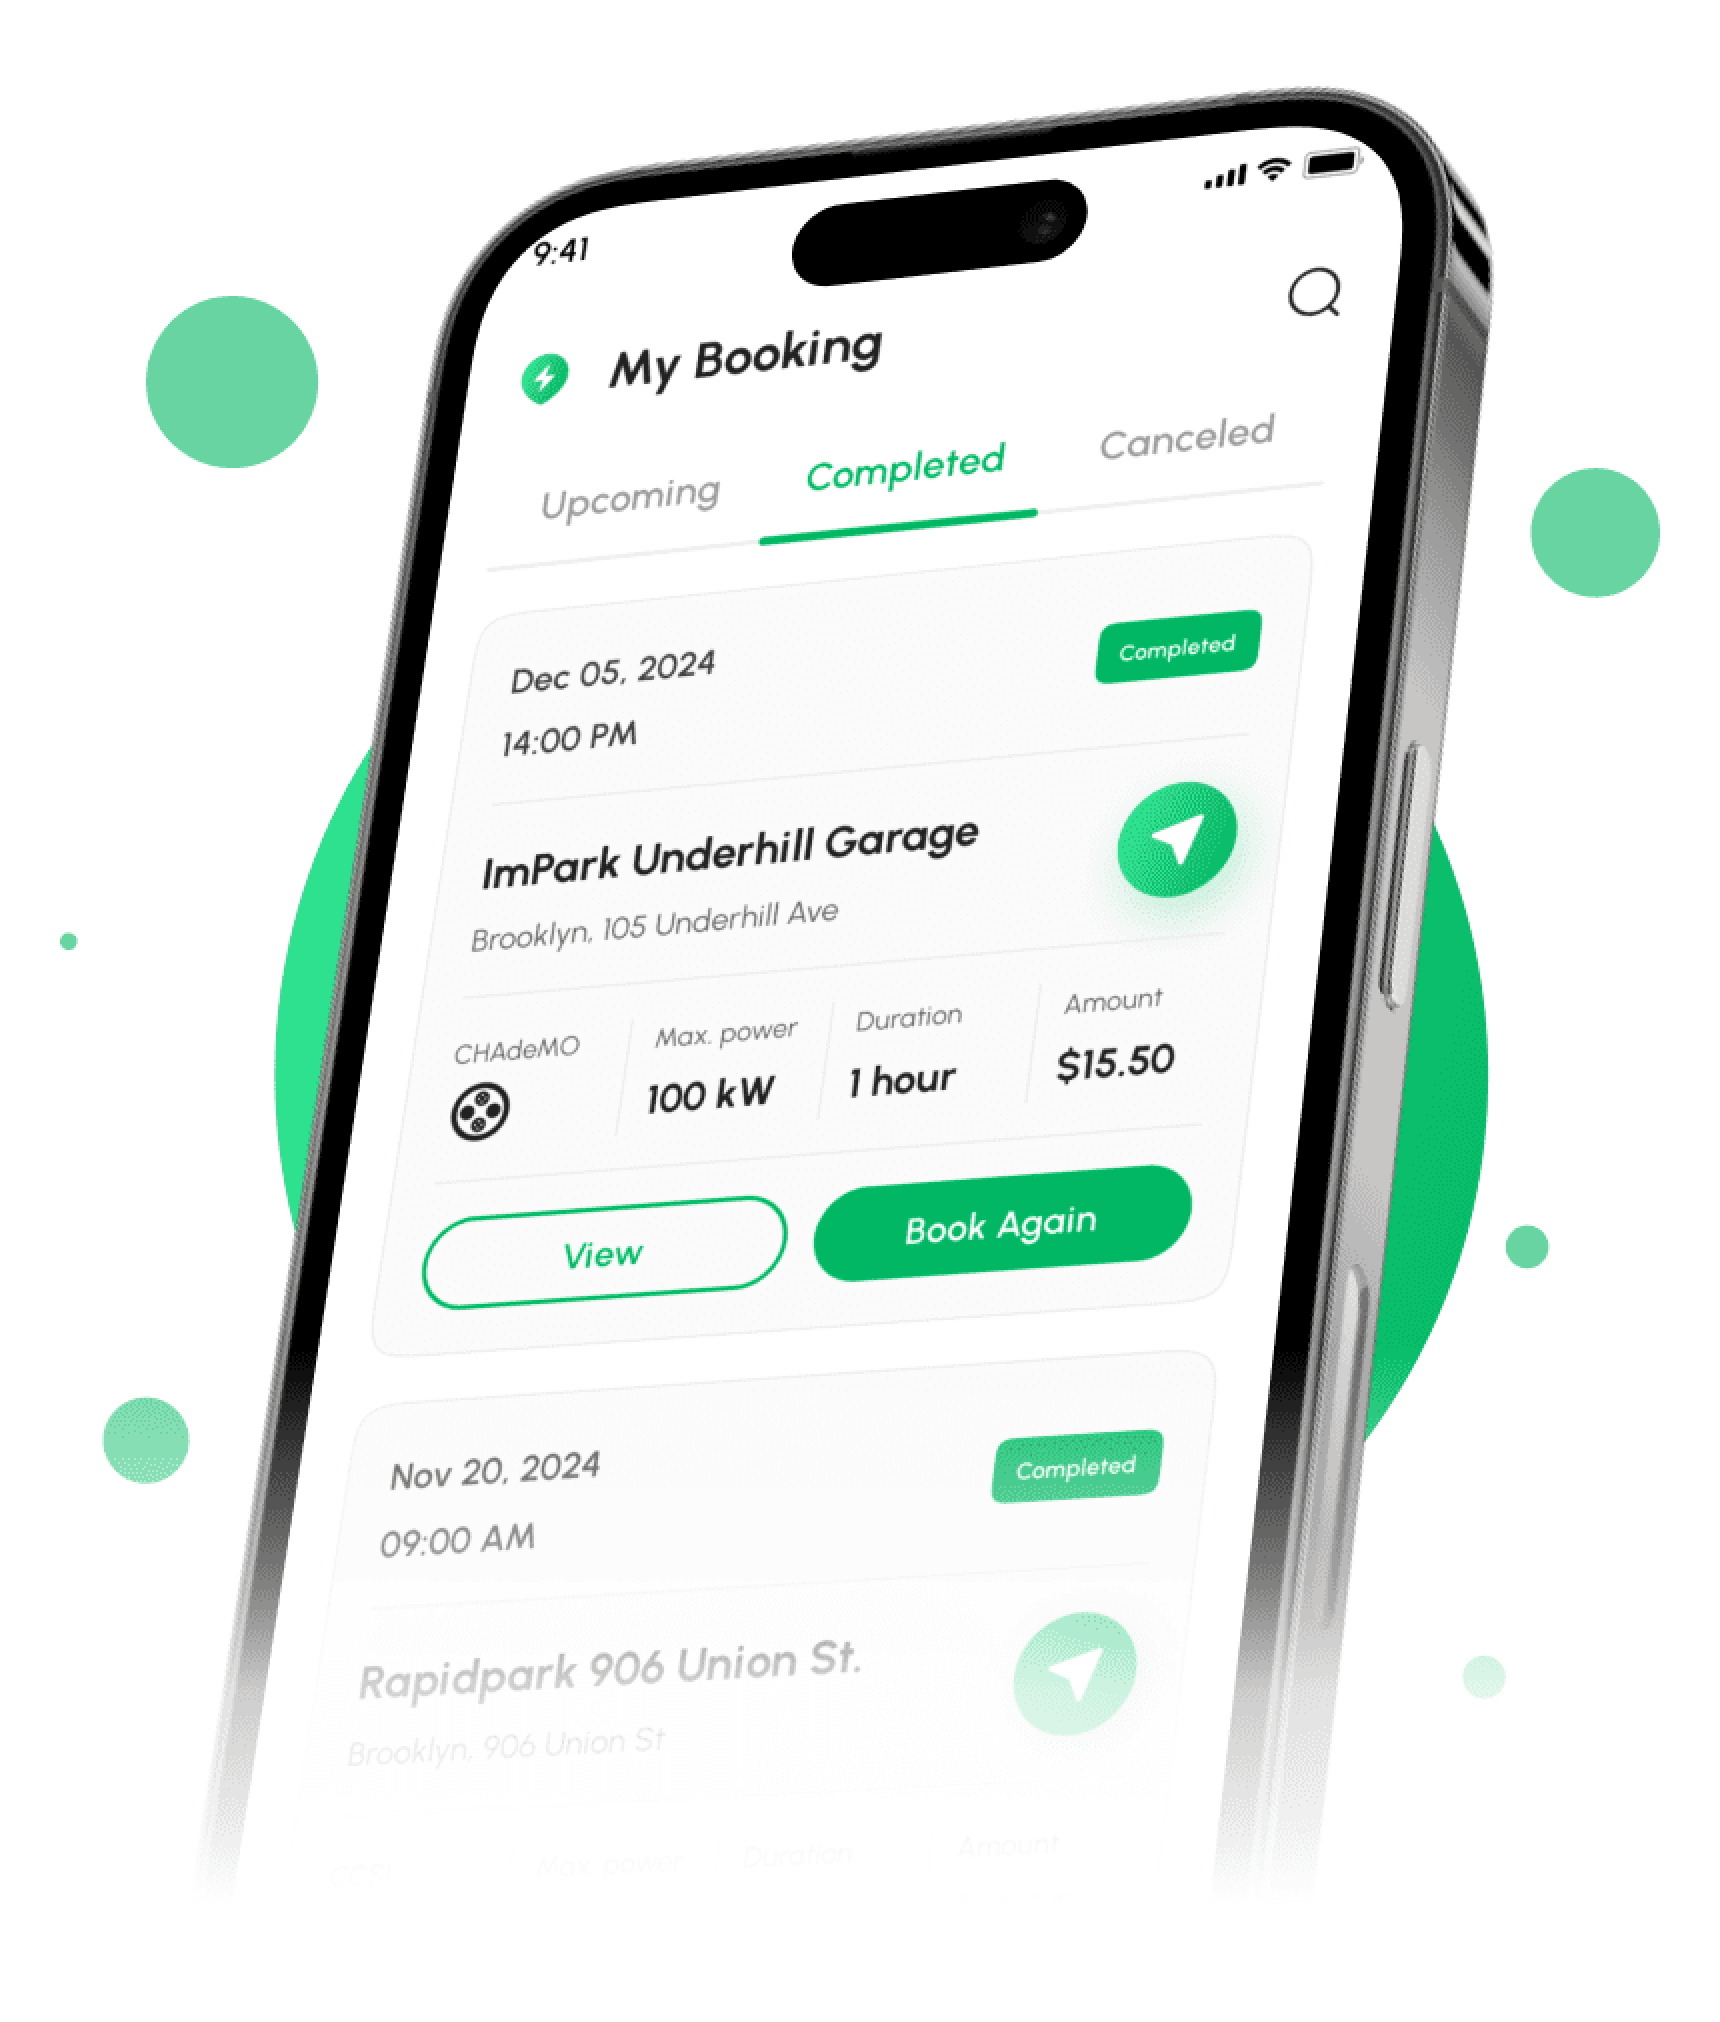 9:41
My Booking
Upcoming Completed Canceled
Dec 05, 2024 Completed
14:00 PM
ImPark Underhill Garage
Brooklyn, 105 Underhill Ave
CHAdeMO Max. power Duration Amount
100 kW 1 hour $15.50
View Book Again
Nov 20, 2024 Completed
09:00 AM
Rapidpark 906 Union St.
Brooklyn, 906 Union St
Max. power Duration Amount